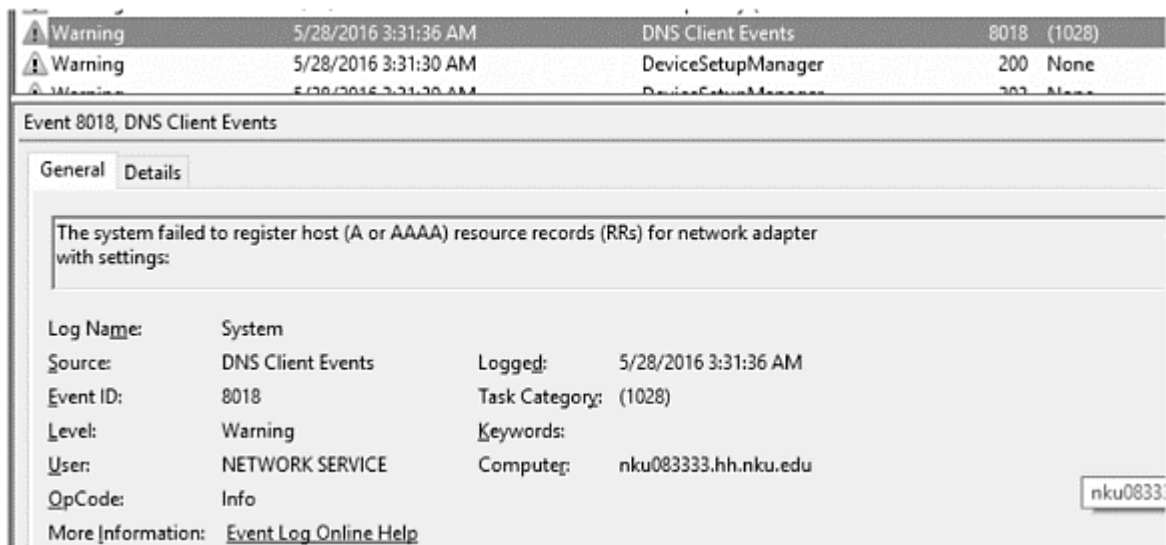 Warning 5/28/2016 3:31:36 AM DNS Client Events 8018 (1028)
Warning 5/28/2016 3:31:30 AM DeviceSetupManager 200 None
Event 8018, DNS Client Events
General Details
The system failed to register host (A or AAAA) resource records (RRs) for network adapter
with settings:
Log Name: System
Source: DNS Client Events Logged: 5/28/2016 3:31:36 AM
Event ID: 8018 Task Category: (1028)
Level: Warning Keywords:
User: NETWORK SERVICE Computer: nku083333.hh.nku.edu
OpCode: Info
More Information: Event Log Online Help